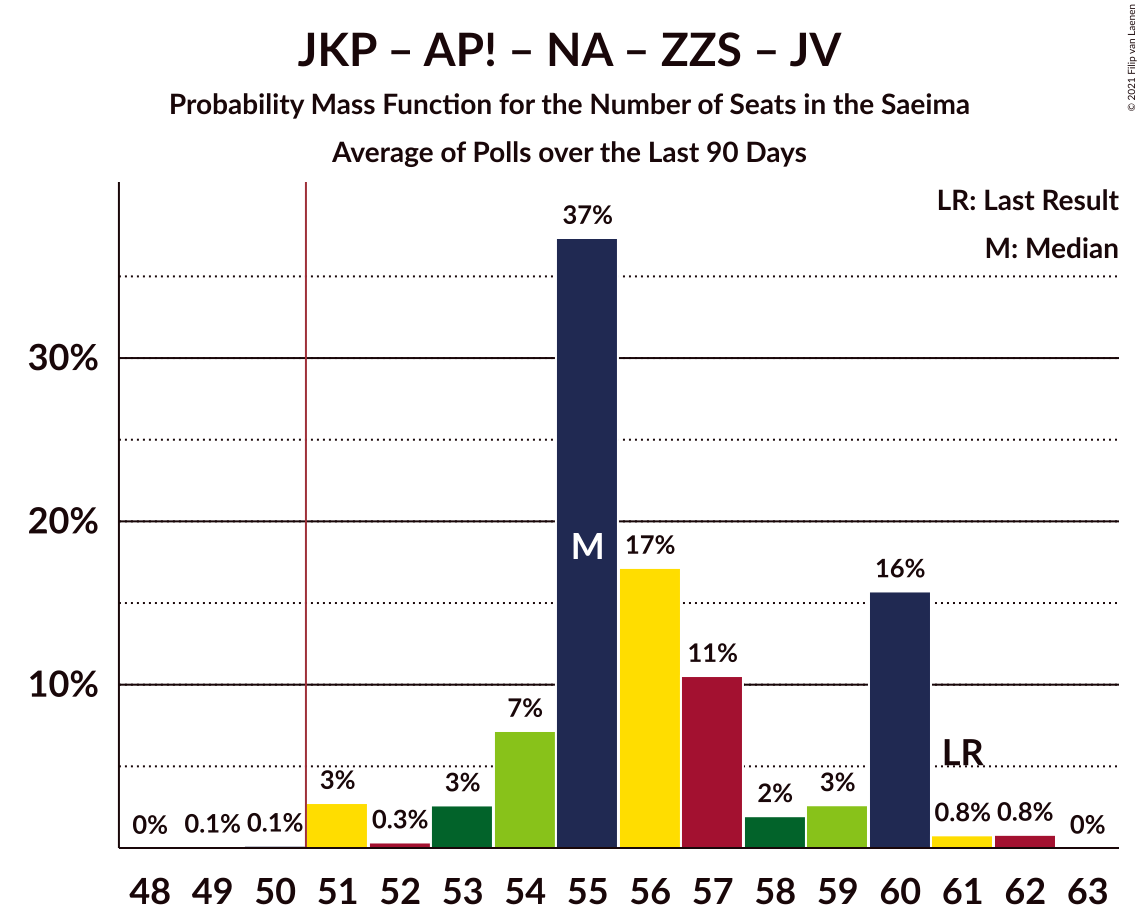 JKP – AP! – NA – ZZS – JV
Probability Mass Function for the Number of Seats in the Saeima
Average of Polls over the Last 90 Days
© 2021 Filip van Laenen
LR: Last Result
M: Median
30%
20%
10%
0%
0.1%
0.1%
3%
0.3%
3%
7%
37%
M
17%
11%
2%
3%
16%
LR
0.8%
0.8%
0%
48 49 50 51 52 53 54 55 56 57 58 59 60 61 62 63